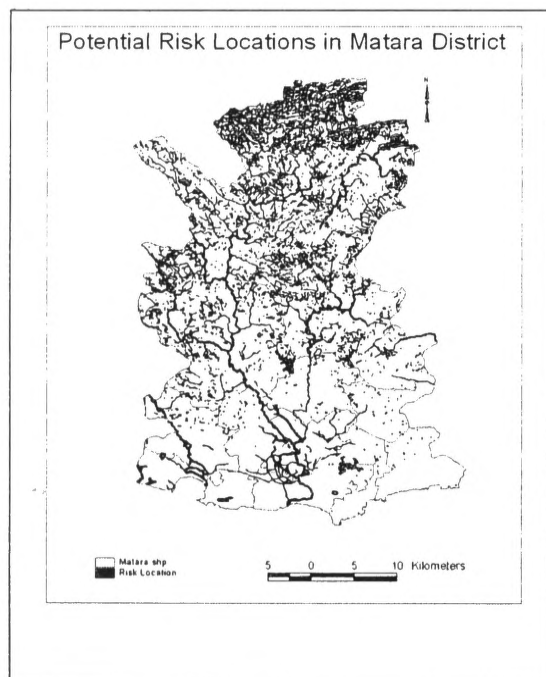 Potential Risk Locations in Matara District
N
Matara shp
Risk Location
5 0 5 10 Kilometers